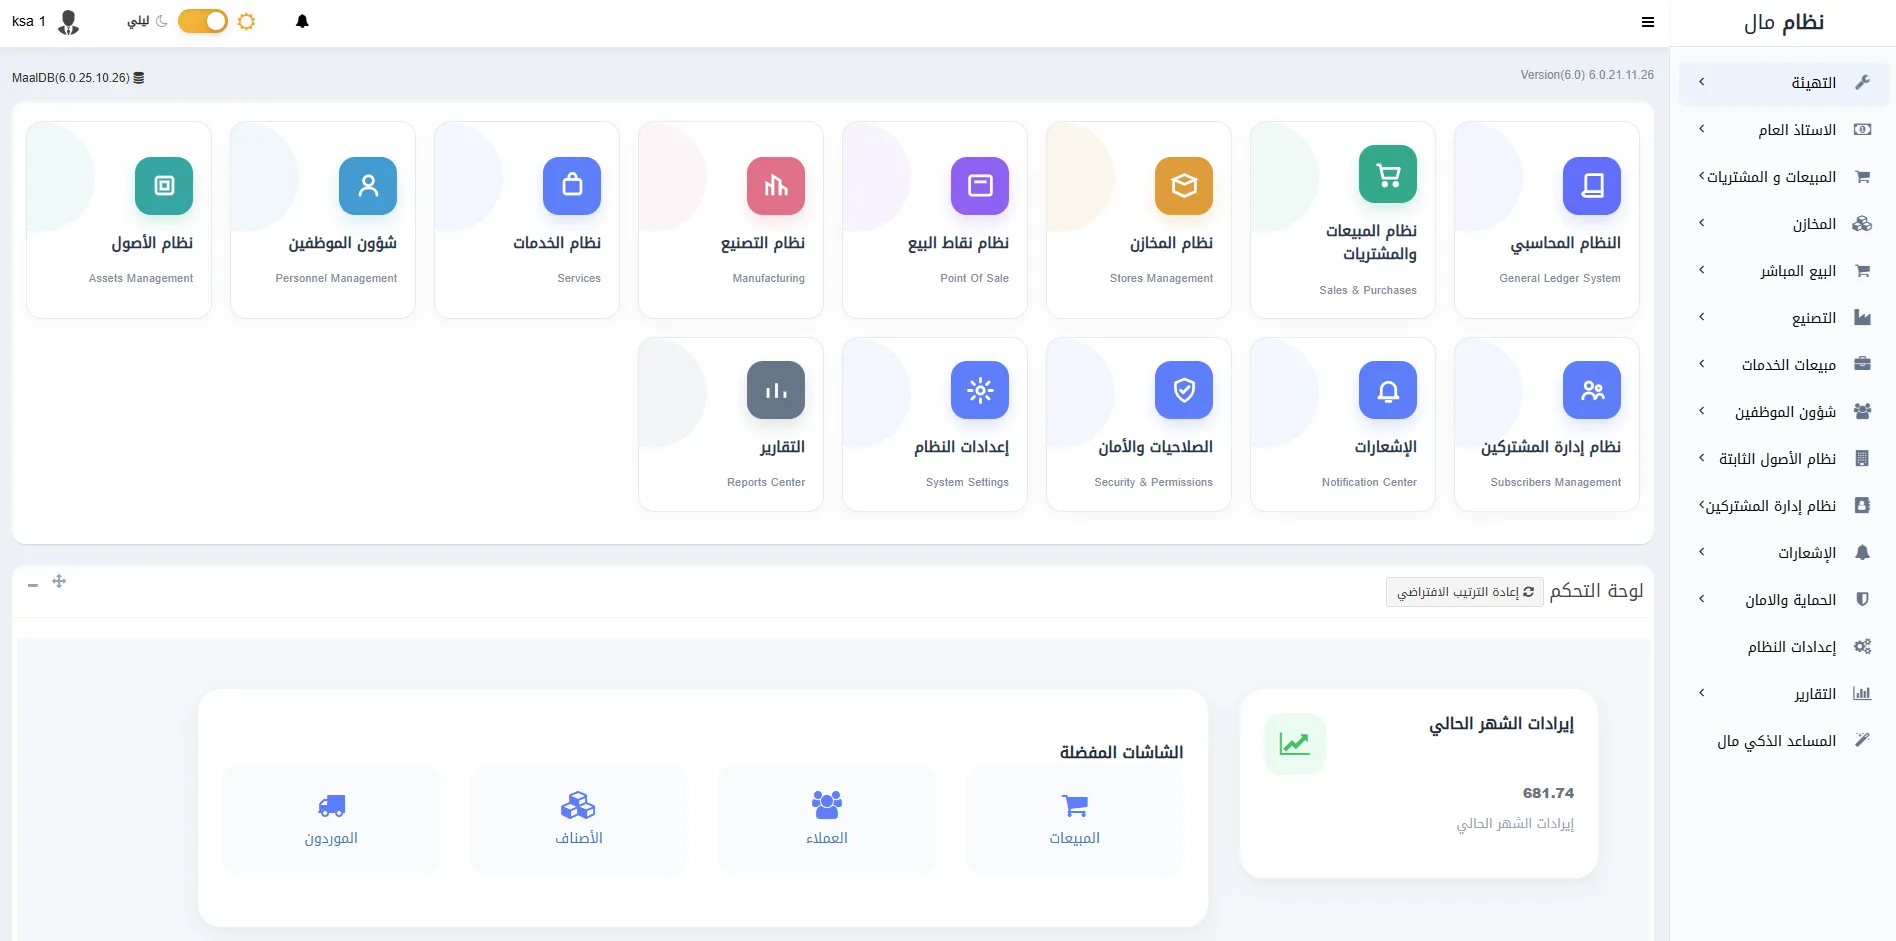 نظام مال
ليلي
ksa 1
التهيئة
الاستاذ العام
المبيعات و المشتريات
المخازن
البيع المباشر
التصنيع
مبيعات الخدمات
شؤون الموظفين
نظام الأصول الثابتة
نظام إدارة المشتركين
الإشعارات
الحماية والامان
إعدادات النظام
التقارير
المساعد الذكي مال
Version(6.0) 6.0.21.11.26
MaalDB(6.0.25.10.26)
النظام المحاسبي
General Ledger System
نظام المبيعات
والمشتريات
Sales & Purchases
نظام المخازن
Stores Management
نظام نقاط البيع
Point Of Sale
نظام التصنيع
Manufacturing
نظام الخدمات
Services
شؤون الموظفين
Personnel Management
نظام الأصول
Assets Management
نظام إدارة المشتركين
Subscribers Management
الإشعارات
Notification Center
الصلاحيات والأمان
Security & Permissions
إعدادات النظام
System Settings
التقارير
Reports Center
لوحة التحكم
إعادة الترتيب الافتراضي
إيرادات الشهر الحالي
681.74
إيرادات الشهر الحالي
الشاشات المفضلة
المبيعات
العملاء
الأصناف
الموردون